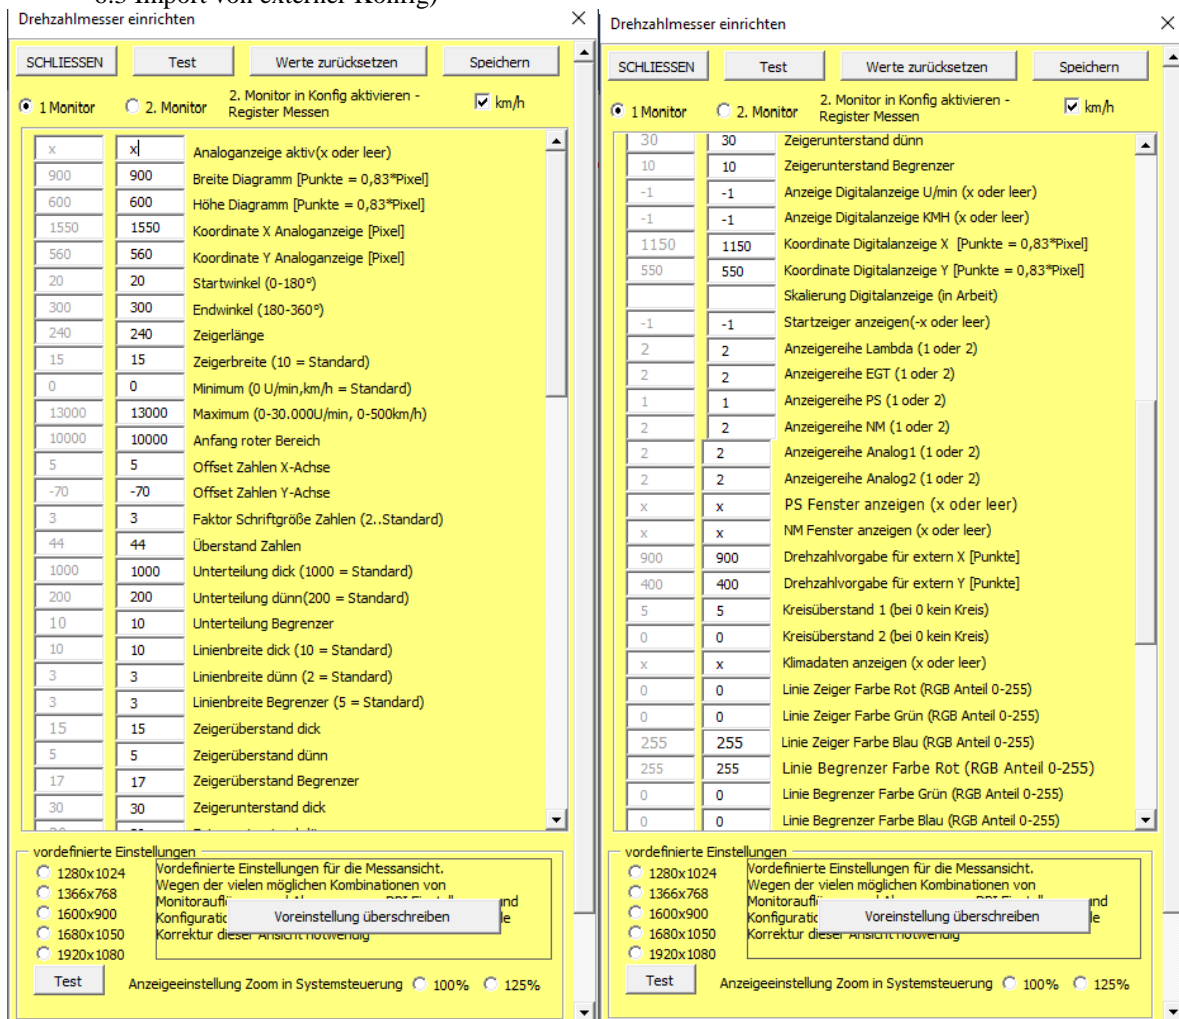 8.3 Import von externer Konfig)
Drehzahlmesser einrichten
SCHLIESSEN Test Werte zurücksetzen Speichern
1 Monitor 2. Monitor 2. Monitor in Konfig aktivieren -
Register Messen
km/h
x x Analoganzeige aktiv(x oder leer)
900 900 Breite Diagramm [Punkte = 0,83*Pixel]
600 600 Höhe Diagramm [Punkte = 0,83*Pixel]
1550 1550 Koordinate X Analoganzeige [Pixel]
560 560 Koordinate Y Analoganzeige [Pixel]
20 20 Startwinkel (0-180°)
300 300 Endwinkel (180-360°)
240 240 Zeigerlänge
15 15 Zeigerbreite (10 = Standard)
0 0 Minimum (0 U/min,km/h = Standard)
13000 13000 Maximum (0-30.000U/min, 0-500km/h)
10000 10000 Anfang roter Bereich
5 5 Offset Zahlen X-Achse
-70 -70 Offset Zahlen Y-Achse
3 3 Faktor Schriftgröße Zahlen (2..Standard)
44 44 Überstand Zahlen
1000 1000 Unterteilung dick (1000 = Standard)
200 200 Unterteilung dünn(200 = Standard)
10 10 Unterteilung Begrenzer
10 10 Linienbreite dick (10 = Standard)
3 3 Linienbreite dünn (2 = Standard)
3 3 Linienbreite Begrenzer (5 = Standard)
15 15 Zeigerüberstand dick
5 5 Zeigerüberstand dünn
17 17 Zeigerüberstand Begrenzer
30 30 Zeigerunterstand dick
vordefinierte Einstellungen
1280x1024
1366x768
1600x900
1680x1050
1920x1080
Vordefinierte Einstellungen für die Messansicht.
Wegen der vielen möglichen Kombinationen von
Konfiguratio
Voreinstellung überschreiben
Korrektur dieser Ansicht notwendig
Test Anzeigeeinstellung Zoom in Systemsteuerung 100% 125%
Drehzahlmesser einrichten
SCHLIESSEN Test Werte zurücksetzen Speichern
1 Monitor 2. Monitor 2. Monitor in Konfig aktivieren -
Register Messen
km/h
30 30 Zeigerunterstand dünn
10 10 Zeigerunterstand Begrenzer
-1 -1 Anzeige Digitalanzeige U/min (x oder leer)
-1 -1 Anzeige Digitalanzeige KMH (x oder leer)
1150 1150 Koordinate Digitalanzeige X [Punkte = 0,83*Pixel]
550 550 Koordinate Digitalanzeige Y [Punkte = 0,83*Pixel]
Skalierung Digitalanzeige (in Arbeit)
-1 -1 Startzeiger anzeigen(-x oder leer)
2 2 Anzeigereihe Lambda (1 oder 2)
2 2 Anzeigereihe EGT (1 oder 2)
1 1 Anzeigereihe PS (1 oder 2)
2 2 Anzeigereihe NM (1 oder 2)
2 2 Anzeigereihe Analog1 (1 oder 2)
2 2 Anzeigereihe Analog2 (1 oder 2)
x x PS Fenster anzeigen (x oder leer)
x x NM Fenster anzeigen (x oder leer)
900 900 Drehzahlvorgabe für extern X [Punkte]
400 400 Drehzahlvorgabe für extern Y [Punkte]
5 5 Kreisüberstand 1 (bei 0 kein Kreis)
0 0 Kreisüberstand 2 (bei 0 kein Kreis)
x x Klimadaten anzeigen (x oder leer)
0 0 Linie Zeiger Farbe Rot (RGB Anteil 0-255)
0 0 Linie Zeiger Farbe Grün (RGB Anteil 0-255)
255 255 Linie Zeiger Farbe Blau (RGB Anteil 0-255)
255 255 Linie Begrenzer Farbe Rot (RGB Anteil 0-255)
0 0 Linie Begrenzer Farbe Grün (RGB Anteil 0-255)
0 0 Linie Begrenzer Farbe Blau (RGB Anteil 0-255)
vordefinierte Einstellungen
1280x1024
1366x768
1600x900
1680x1050
1920x1080
Vordefinierte Einstellungen für die Messansicht.
Wegen der vielen möglichen Kombinationen von
Konfiguratio
Voreinstellung überschreiben
Korrektur dieser Ansicht notwendig
Test Anzeigeeinstellung Zoom in Systemsteuerung 100% 125%